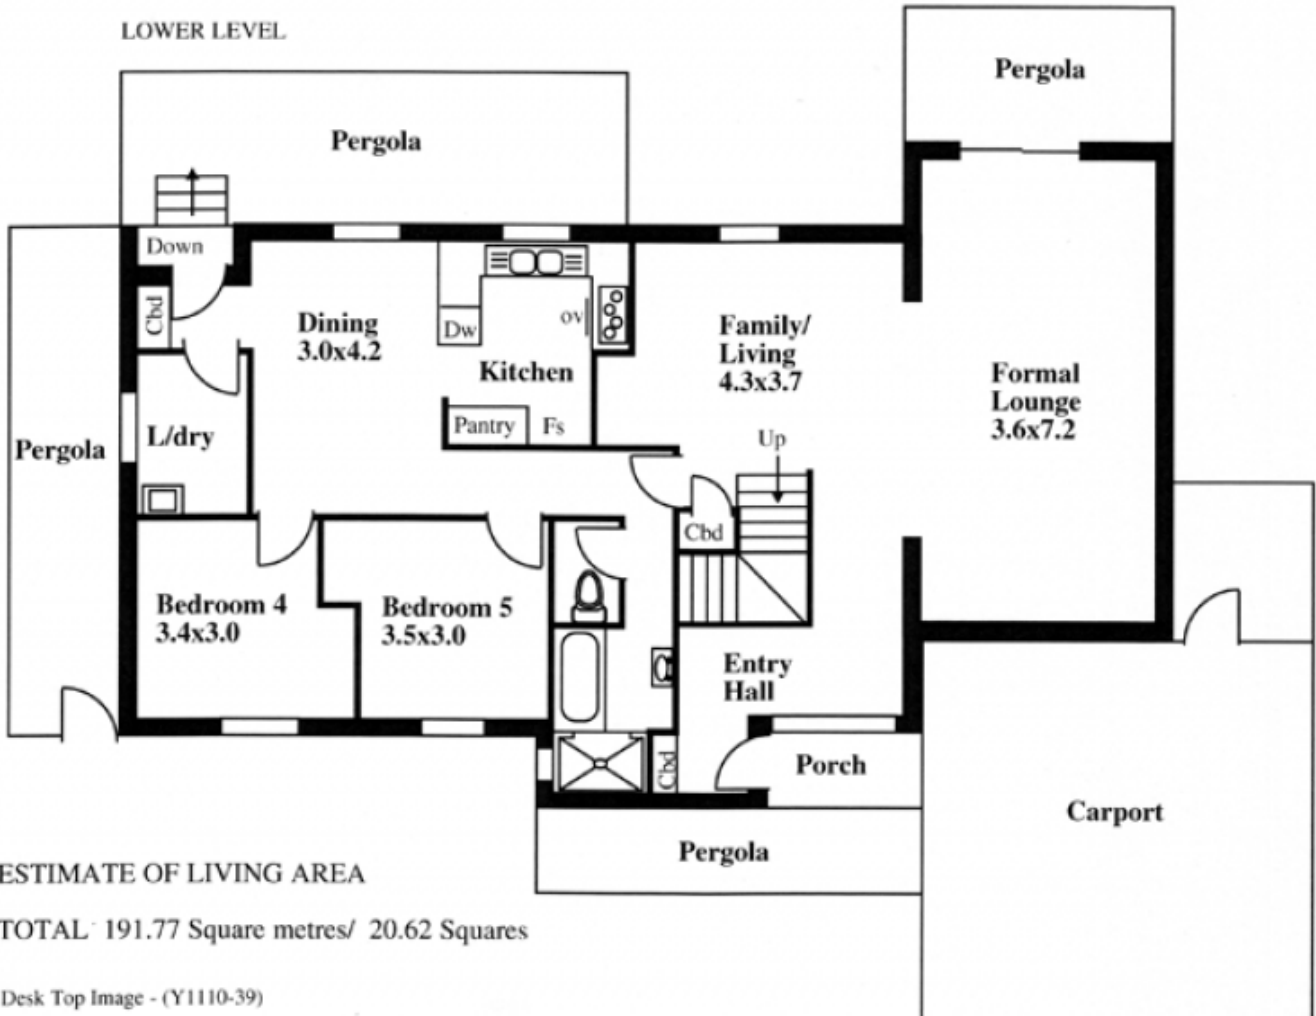 LOWER LEVEL
Pergola
Pergola
Down
Cbd
Dining
3.0x4.2
Dw
ov
Kitchen
Pantry
Fs
Family/
Living
4.3x3.7
Formal
Lounge
3.6x7.2
Up
Pergola
L/dry
Cbd
Bedroom 4
3.4x3.0
Bedroom 5
3.5x3.0
Entry
Hall
Cbd
Porch
Carport
Pergola
ESTIMATE OF LIVING AREA
TOTAL 191.77 Square metres/ 20.62 Squares
Desk Top Image - (Y1110-39)